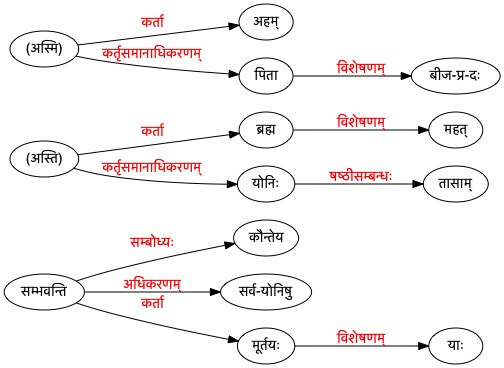 कर्ता
अहम्
(अस्मि)
कर्तृसमानाधिकरणम्
पिता
विशेषणम्
बीज-प्र-दः
कर्ता
ब्रह्म
विशेषणम्
महत्
(अस्ति)
कर्तृसमानाधिकरणम्
योनिः
षष्ठीसम्बन्धः
तासाम्
सम्बोध्यः
कौन्तेय
सम्भवन्ति
अधिकरणम्
सर्व-योनिषु
कर्ता
मूर्तयः
विशेषणम्
याः